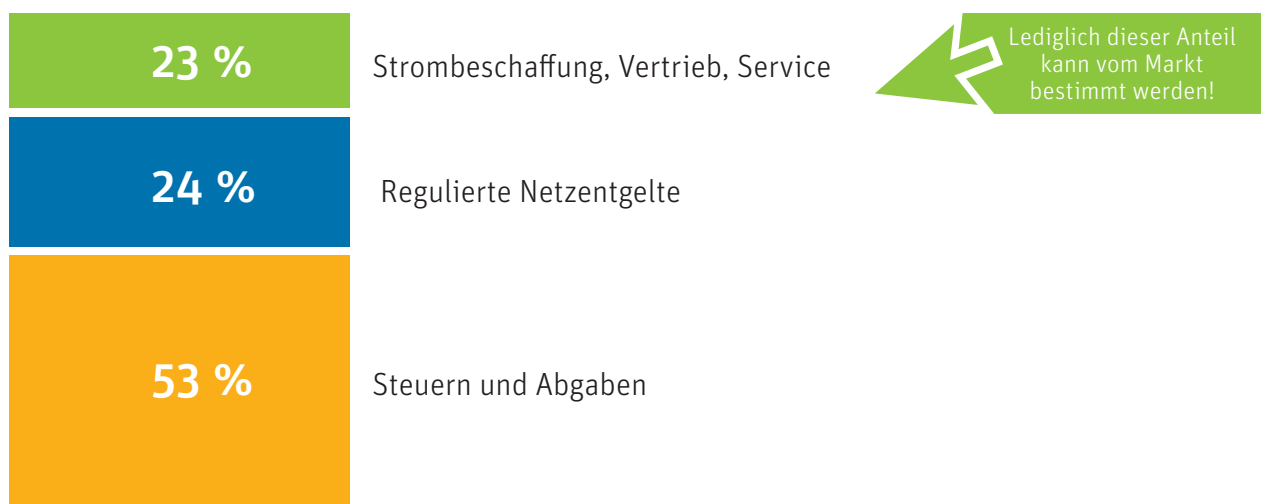 23 %
Strombeschaffung, Vertrieb, Service
Lediglich dieser Anteil
kann vom Markt
bestimmt werden!
24 %
Regulierte Netzentgelte
53 %
Steuern und Abgaben